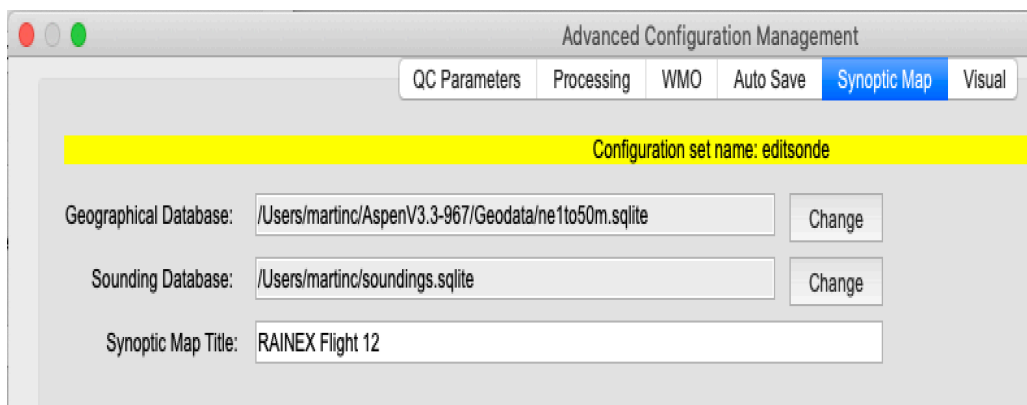 Advanced Configuration Management
QC Parameters Processing WMO Auto Save Synoptic Map Visual
Configuration set name: editsonde
Geographical Database: /Users/martinc/AspenV3.3-967/Geodata/ne1to50m.sqlite Change
Sounding Database: /Users/martinc/soundings.sqlite Change
Synoptic Map Title: RAINEX Flight 12